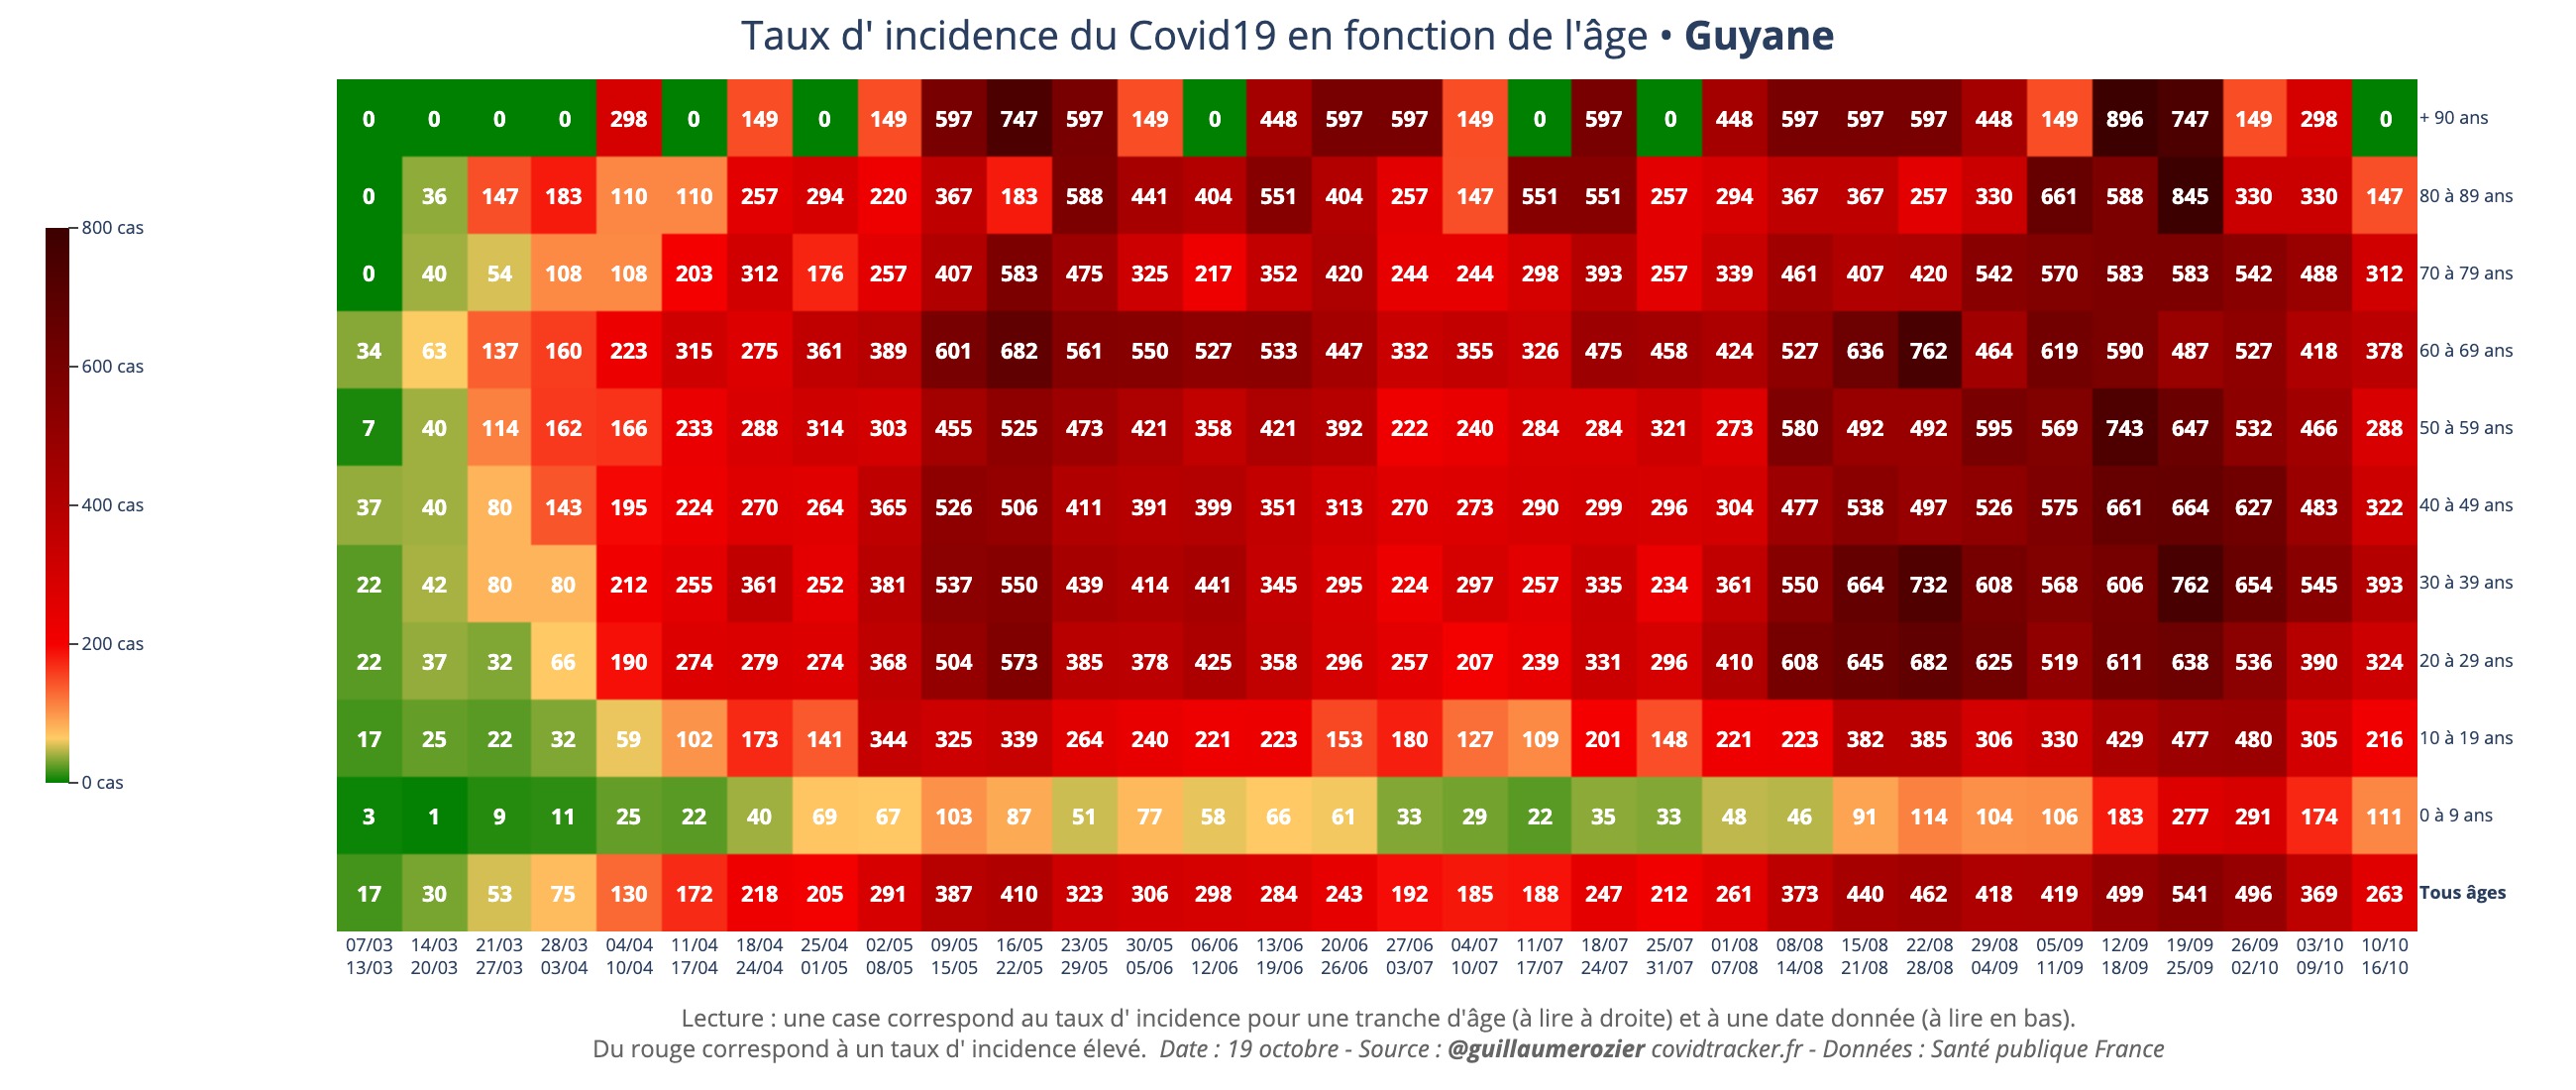 Taux d' incidence du Covid19 en fonction de l'âge • Guyane
800 cas
600 cas
400 cas
200 cas
0 cas
0 0 0 0 298 0 149 0 149 597 747 597 149 0 448 597 597 149 0 597 0 448 597 597 597 448 149 896 747 149 298 0 + 90 ans
0 36 147 183 110 110 257 294 220 367 183 588 441 404 551 404 257 147 551 551 257 294 367 367 257 330 661 588 845 330 330 147 80 à 89 ans
0 40 54 108 108 203 312 176 257 407 583 475 325 217 352 420 244 244 298 393 257 339 461 407 420 542 570 583 583 542 488 312 70 à 79 ans
34 63 137 160 223 315 275 361 389 601 682 561 550 527 533 447 332 355 326 475 458 424 527 636 762 464 619 590 487 527 418 378 60 à 69 ans
7 40 114 162 166 233 288 314 303 455 525 473 421 358 421 392 222 240 284 284 321 273 580 492 492 595 569 743 647 532 466 288 50 à 59 ans
37 40 80 143 195 224 270 264 365 526 506 411 391 399 351 313 270 273 290 299 296 304 477 538 497 526 575 661 664 627 483 322 40 à 49 ans
22 42 80 80 212 255 361 252 381 537 550 439 414 441 345 295 224 297 257 335 234 361 550 664 732 608 568 606 762 654 545 393 30 à 39 ans
22 37 32 66 190 274 279 274 368 504 573 385 378 425 358 296 257 207 239 331 296 410 608 645 682 625 519 611 638 536 390 324 20 à 29 ans
17 25 22 32 59 102 173 141 344 325 339 264 240 221 223 153 180 127 109 201 148 221 223 382 385 306 330 429 477 480 305 216 10 à 19 ans
3 1 9 11 25 22 40 69 67 103 87 51 77 58 66 61 33 29 22 35 33 48 46 91 114 104 106 183 277 291 174 111 0 à 9 ans
17 30 53 75 130 172 218 205 291 387 410 323 306 298 284 243 192 185 188 247 212 261 373 440 462 418 419 499 541 496 369 263 Tous âges
07/03 14/03 21/03 28/03 04/04 11/04 18/04 25/04 02/05 09/05 16/05 23/05 30/05 06/06 13/06 20/06 27/06 04/07 11/07 18/07 25/07 01/08 08/08 15/08 22/08 29/08 05/09 12/09 19/09 26/09 03/10 10/10
13/03 20/03 27/03 03/04 10/04 17/04 24/04 01/05 08/05 15/05 22/05 29/05 05/06 12/06 19/06 26/06 03/07 10/07 17/07 24/07 31/07 07/08 14/08 21/08 28/08 04/09 11/09 18/09 25/09 02/10 09/10 16/10
Lecture : une case correspond au taux d' incidence pour une tranche d'âge (à lire à droite) et à une date donnée (à lire en bas).
Du rouge correspond à un taux d' incidence élevé. Date : 19 octobre - Source : @guillaumerozier covidtracker.fr - Données : Santé publique France